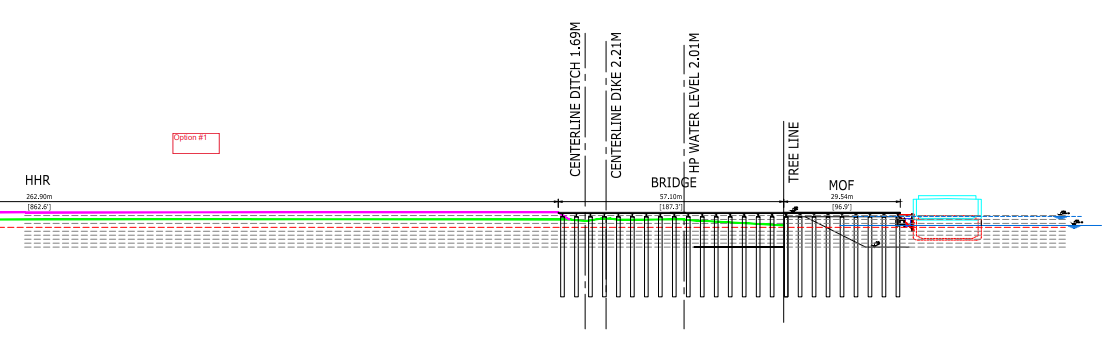 CENTERLINE DITCH 1.69M
CENTERLINE DIKE 2.21M
HP WATER LEVEL 2.01M
TREE LINE
Option #1
HHR
262.90m
[862.6']
BRIDGE
57.10m
[187.3']
MOF
29.54m
[96.9']